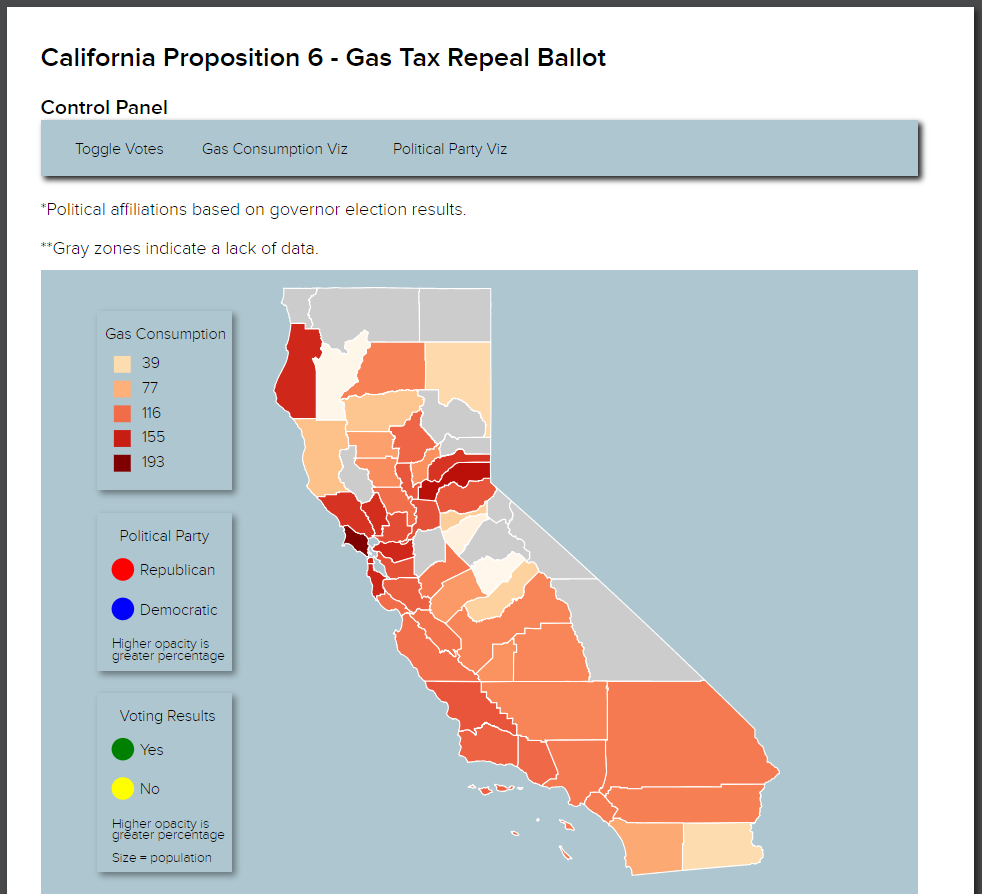 California Proposition 6 - Gas Tax Repeal Ballot
Control Panel
Toggle Votes Gas Consumption Viz Political Party Viz
*Political affiliations based on governor election results.
**Gray zones indicate a lack of data.
Gas Consumption
39
77
116
155
193
Political Party
Republican
Democratic
Higher opacity is
greater percentage
Voting Results
Yes
No
Higher opacity is
greater percentage
Size = population